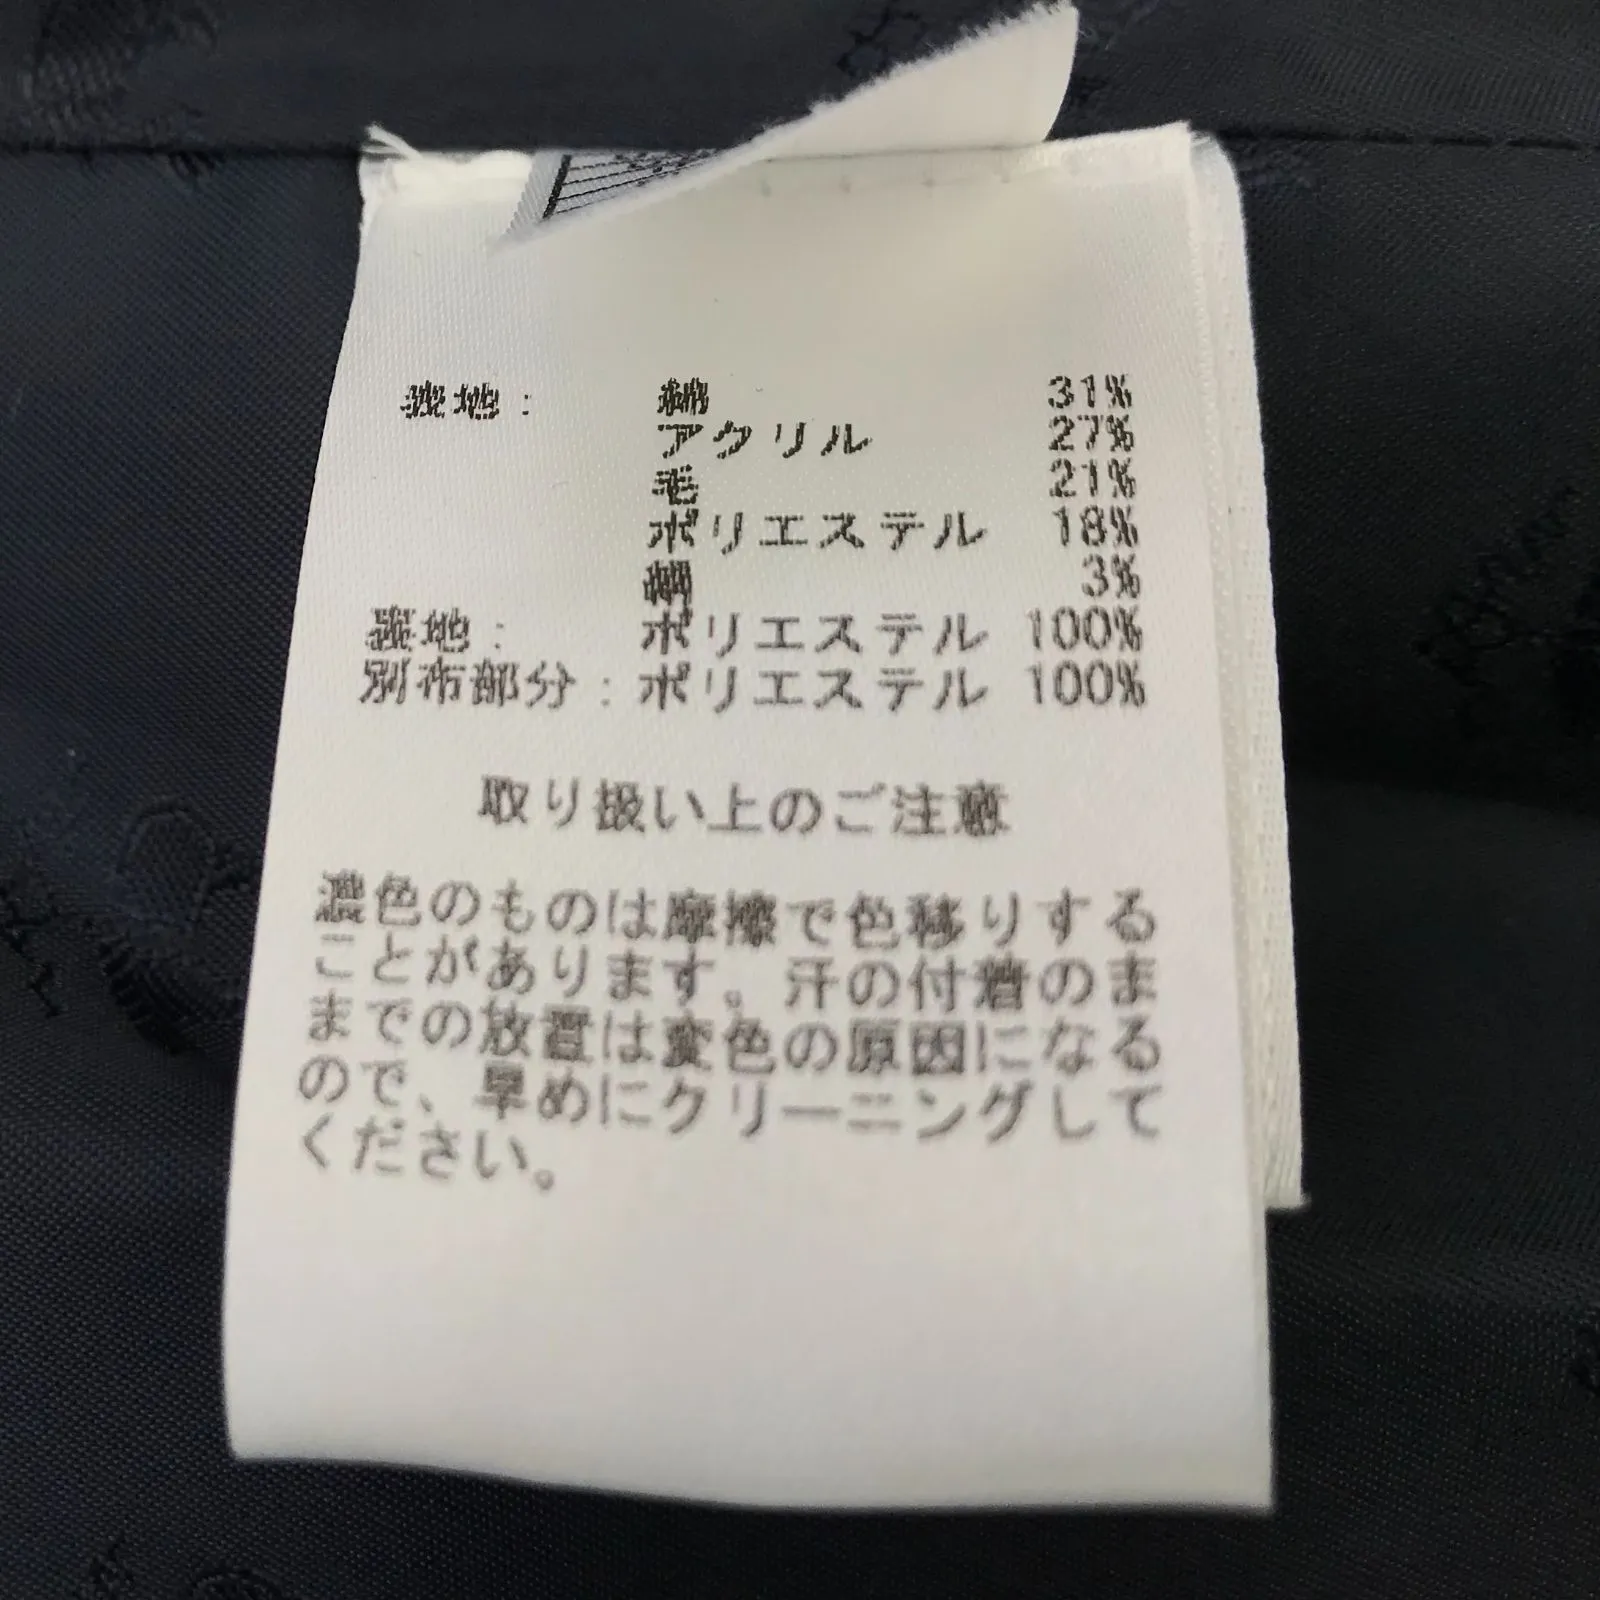 表地: 綿 31%
アクリル 27%
毛 21%
ポリエステル 18%
絹 3%
裏地: ポリエステル 100%
別布部分: ポリエステル 100%
取り扱い上のご注意
濃色のものは摩擦で色移りする
ことがあります。汗の付着のま
までの放置は変色の原因になる
ので、早めにクリーニングして
ください。